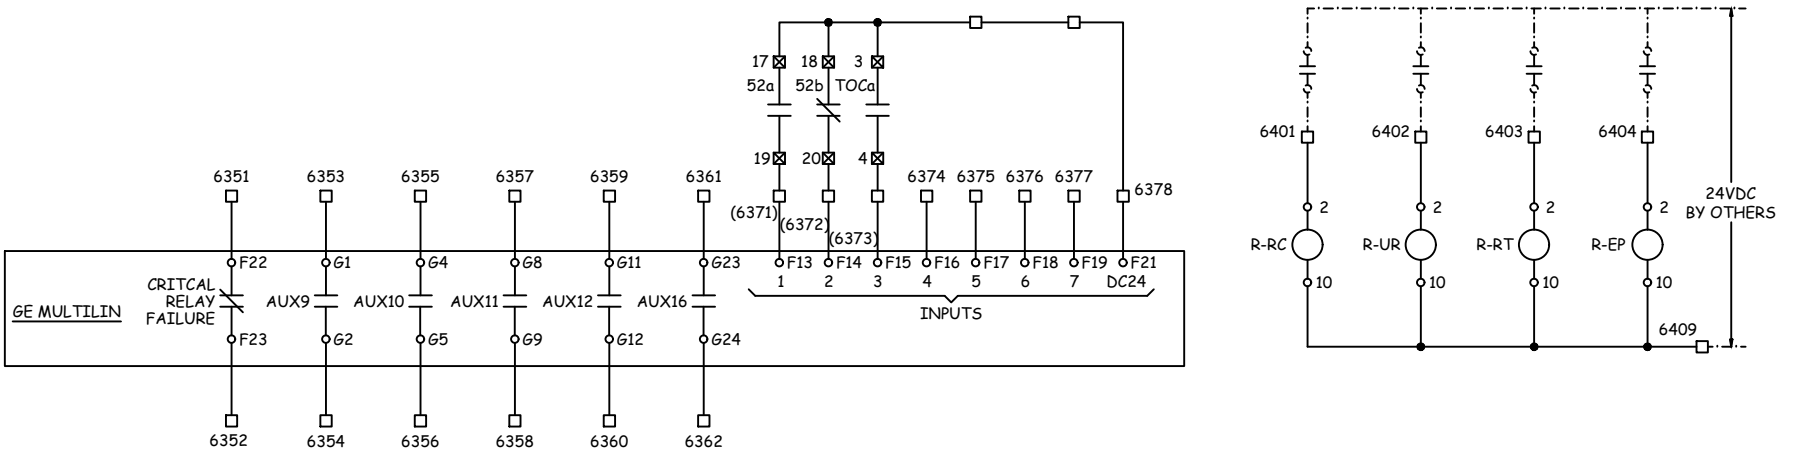 17 18 3
52a 52b TOCa
19 20 4
6351 6353 6355 6357 6359 6361 6374 6375 6376 6377 6378
(6371) (6372) (6373)
F22 G1 G4 G8 G11 G23 F13 F14 F15 F16 F17 F18 F19 F21
1 2 3 4 5 6 7 DC24
INPUTS
GE MULTILIN
CRITCAL
RELAY
FAILURE
AUX9 AUX10 AUX11 AUX12 AUX16
F23 G2 G5 G9 G12 G24
6352 6354 6356 6358 6360 6362
6401 6402 6403 6404
2 2 2 2
R-RC R-UR R-RT R-EP
10 10 10 10
6409
24VDC
BY OTHERS